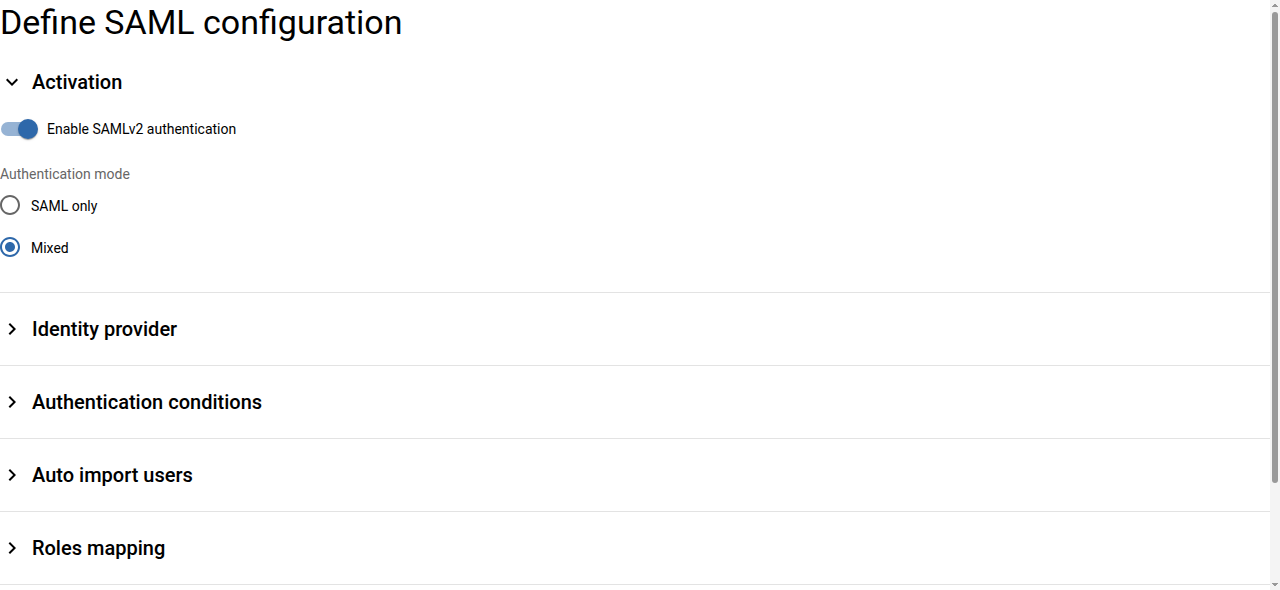 Define SAML configuration
Activation
Enable SAMLv2 authentication
Authentication mode
SAML only
Mixed
Identity provider
Authentication conditions
Auto import users
Roles mapping